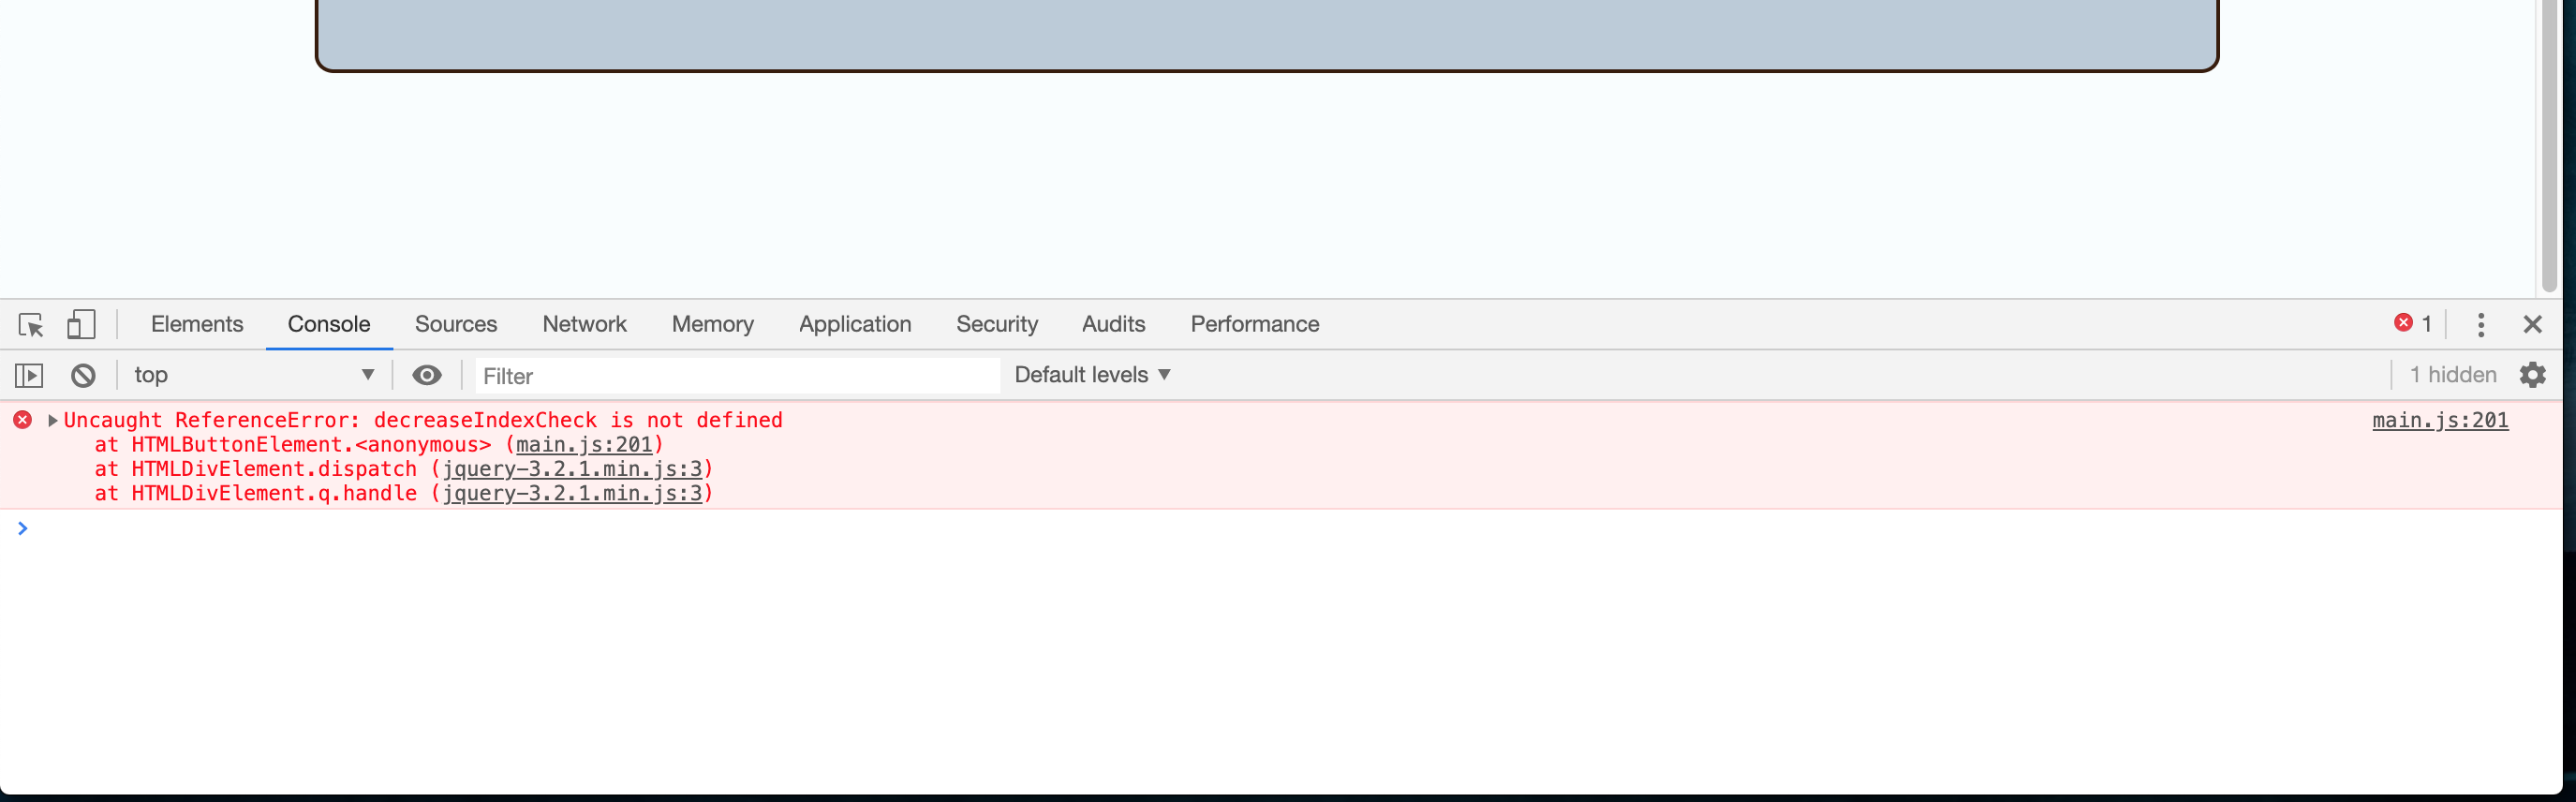 Elements Console Sources Network Memory Application Security Audits Performance 1
top Filter Default levels 1 hidden
Uncaught ReferenceError: decreaseIndexCheck is not defined main.js:201
at HTMLButtonElement.<anonymous> (main.js:201)
at HTMLDivElement.dispatch (jquery-3.2.1.min.js:3)
at HTMLDivElement.q.handle (jquery-3.2.1.min.js:3)